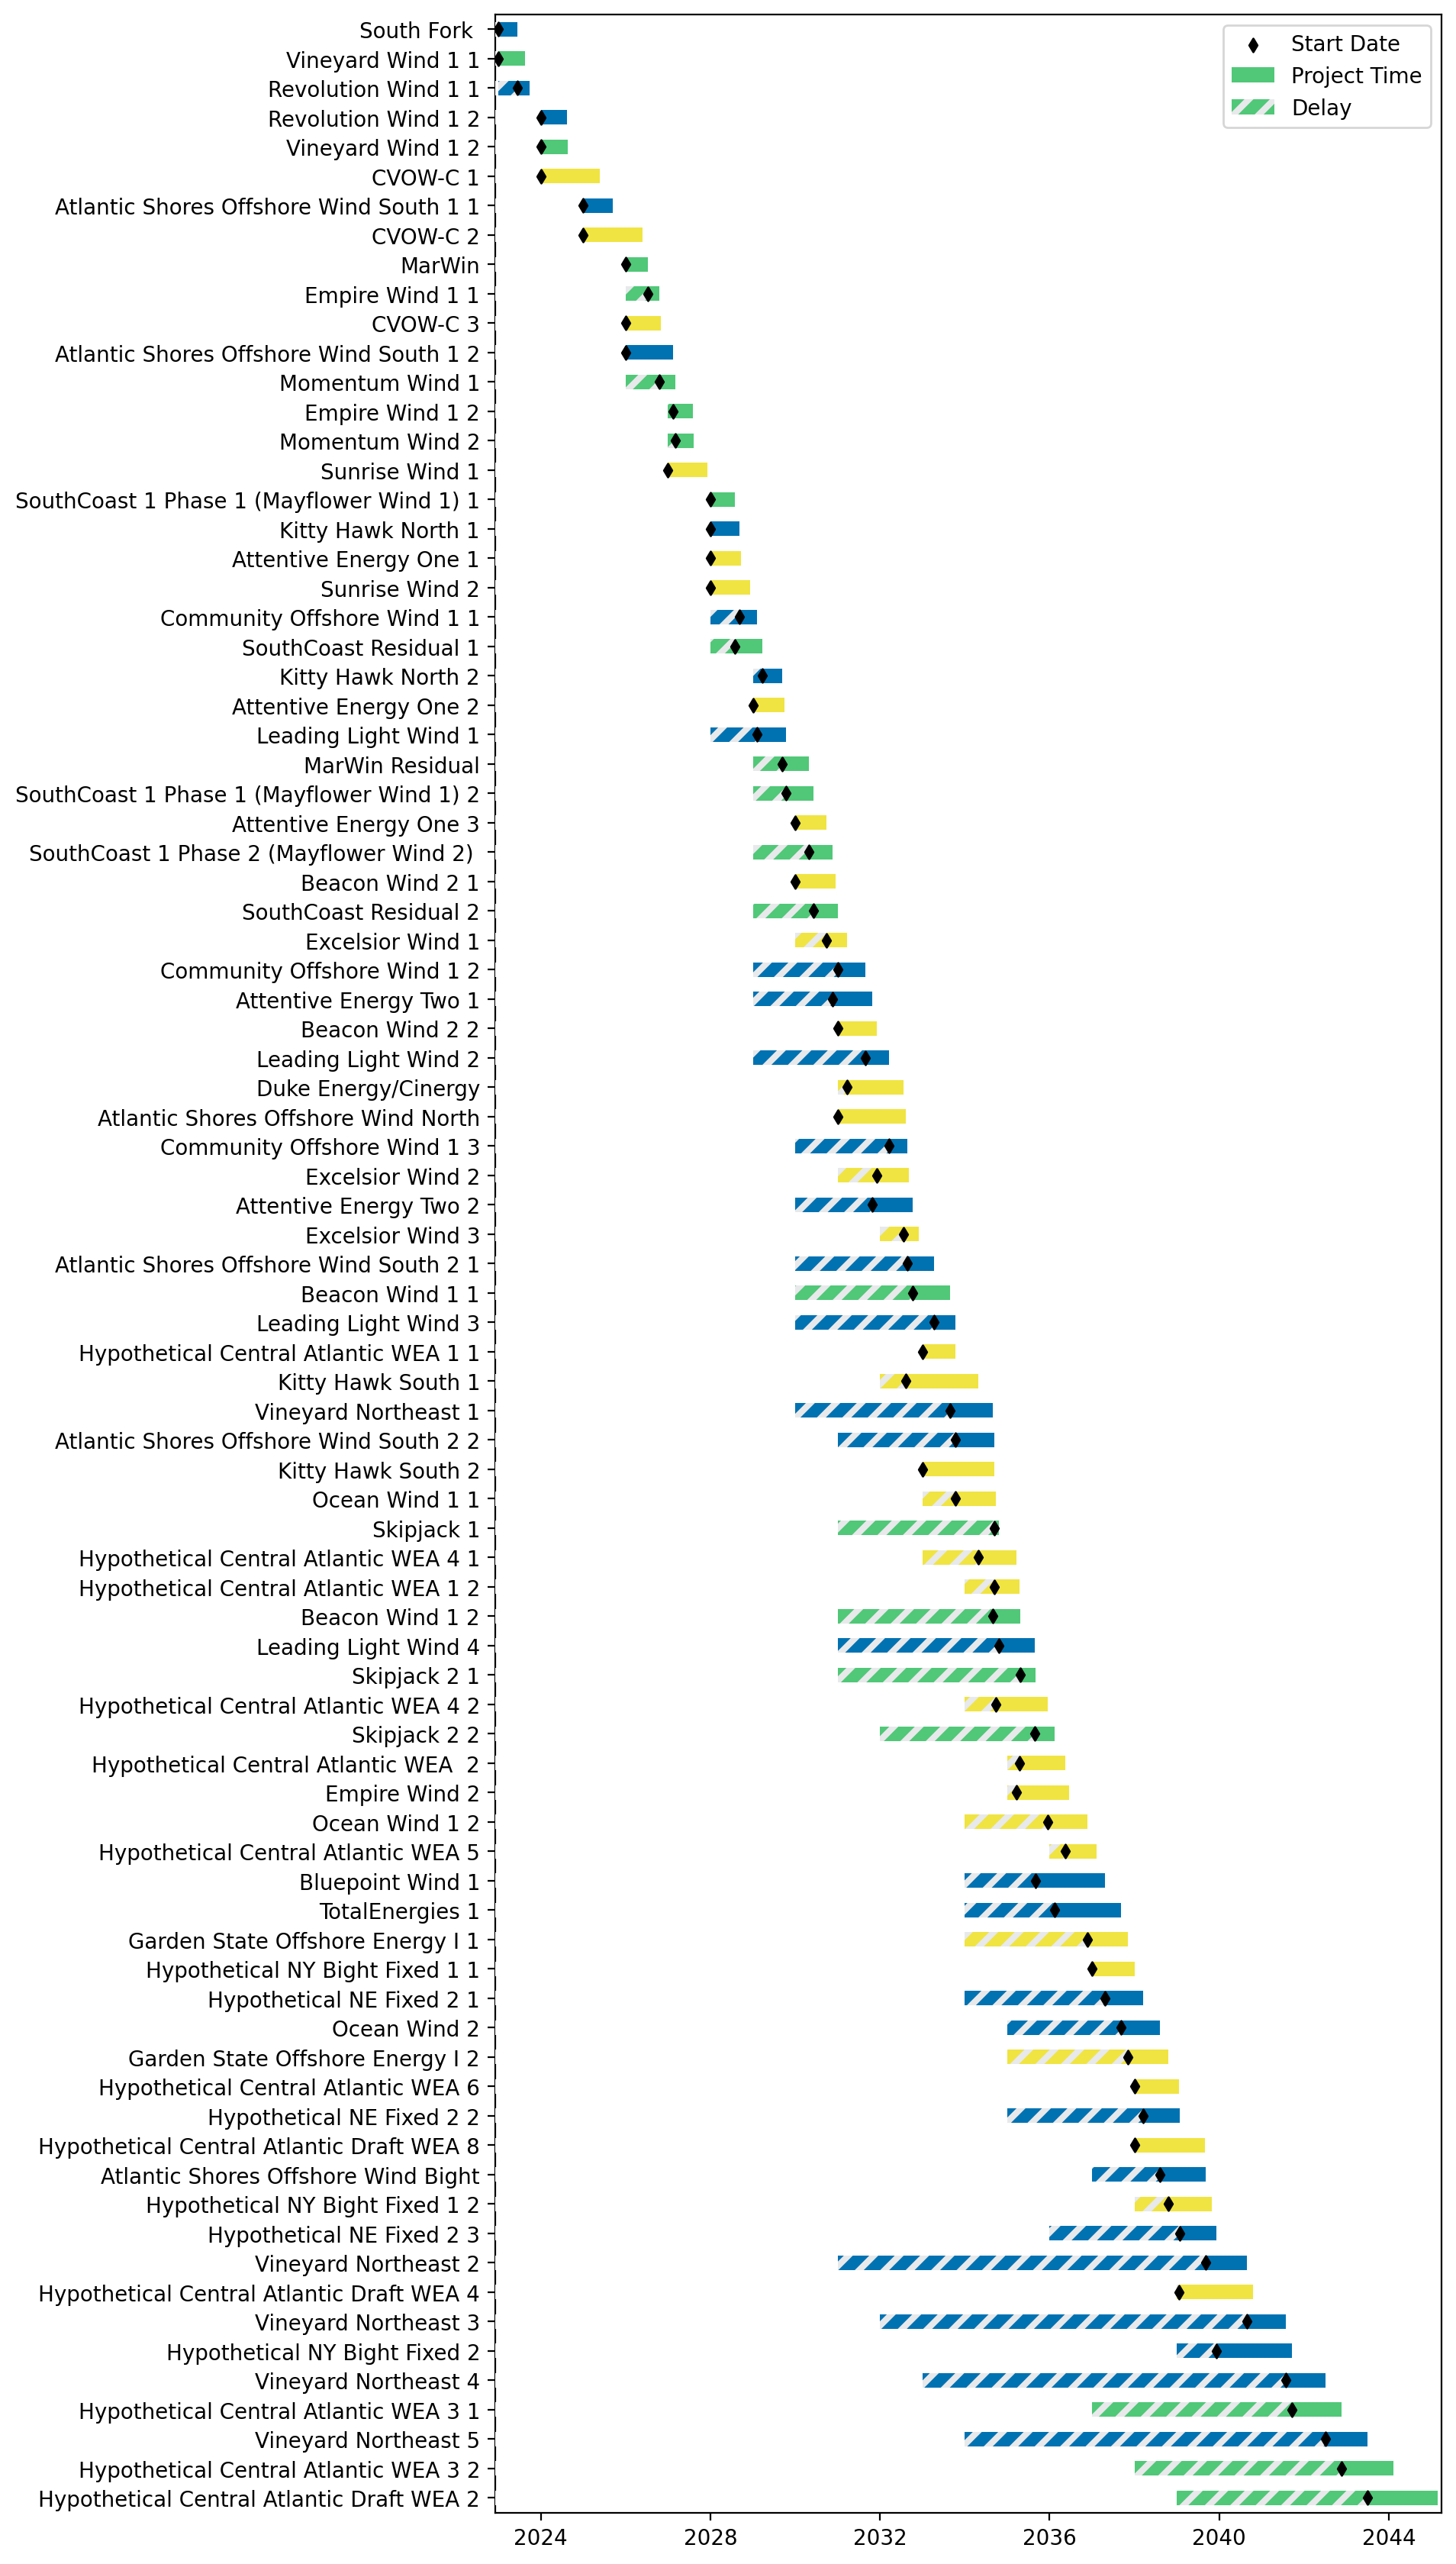 South Fork
Vineyard Wind 1 1
Revolution Wind 1 1
Revolution Wind 1 2
Vineyard Wind 1 2
CVOW-C 1
Atlantic Shores Offshore Wind South 1 1
CVOW-C 2
MarWin
Empire Wind 1 1
CVOW-C 3
Atlantic Shores Offshore Wind South 1 2
Momentum Wind 1
Empire Wind 1 2
Momentum Wind 2
Sunrise Wind 1
SouthCoast 1 Phase 1 (Mayflower Wind 1) 1
Kitty Hawk North 1
Attentive Energy One 1
Sunrise Wind 2
Community Offshore Wind 1 1
SouthCoast Residual 1
Kitty Hawk North 2
Attentive Energy One 2
Leading Light Wind 1
MarWin Residual
SouthCoast 1 Phase 1 (Mayflower Wind 1) 2
Attentive Energy One 3
SouthCoast 1 Phase 2 (Mayflower Wind 2)
Beacon Wind 2 1
SouthCoast Residual 2
Excelsior Wind 1
Community Offshore Wind 1 2
Attentive Energy Two 1
Beacon Wind 2 2
Leading Light Wind 2
Duke Energy/Cinergy
Atlantic Shores Offshore Wind North
Community Offshore Wind 1 3
Excelsior Wind 2
Attentive Energy Two 2
Excelsior Wind 3
Atlantic Shores Offshore Wind South 2 1
Beacon Wind 1 1
Leading Light Wind 3
Hypothetical Central Atlantic WEA 1 1
Kitty Hawk South 1
Vineyard Northeast 1
Atlantic Shores Offshore Wind South 2 2
Kitty Hawk South 2
Ocean Wind 1 1
Skipjack 1
Hypothetical Central Atlantic WEA 4 1
Hypothetical Central Atlantic WEA 1 2
Beacon Wind 1 2
Leading Light Wind 4
Skipjack 2 1
Hypothetical Central Atlantic WEA 4 2
Skipjack 2 2
Hypothetical Central Atlantic WEA  2
Empire Wind 2
Ocean Wind 1 2
Hypothetical Central Atlantic WEA 5
Bluepoint Wind 1
TotalEnergies 1
Garden State Offshore Energy I 1
Hypothetical NY Bight Fixed 1 1
Hypothetical NE Fixed 2 1
Ocean Wind 2
Garden State Offshore Energy I 2
Hypothetical Central Atlantic WEA 6
Hypothetical NE Fixed 2 2
Hypothetical Central Atlantic Draft WEA 8
Atlantic Shores Offshore Wind Bight
Hypothetical NY Bight Fixed 1 2
Hypothetical NE Fixed 2 3
Vineyard Northeast 2
Hypothetical Central Atlantic Draft WEA 4
Vineyard Northeast 3
Hypothetical NY Bight Fixed 2
Vineyard Northeast 4
Hypothetical Central Atlantic WEA 3 1
Vineyard Northeast 5
Hypothetical Central Atlantic WEA 3 2
Hypothetical Central Atlantic Draft WEA 2
2024 2028 2032 2036 2040 2044
Start Date
Project Time
Delay